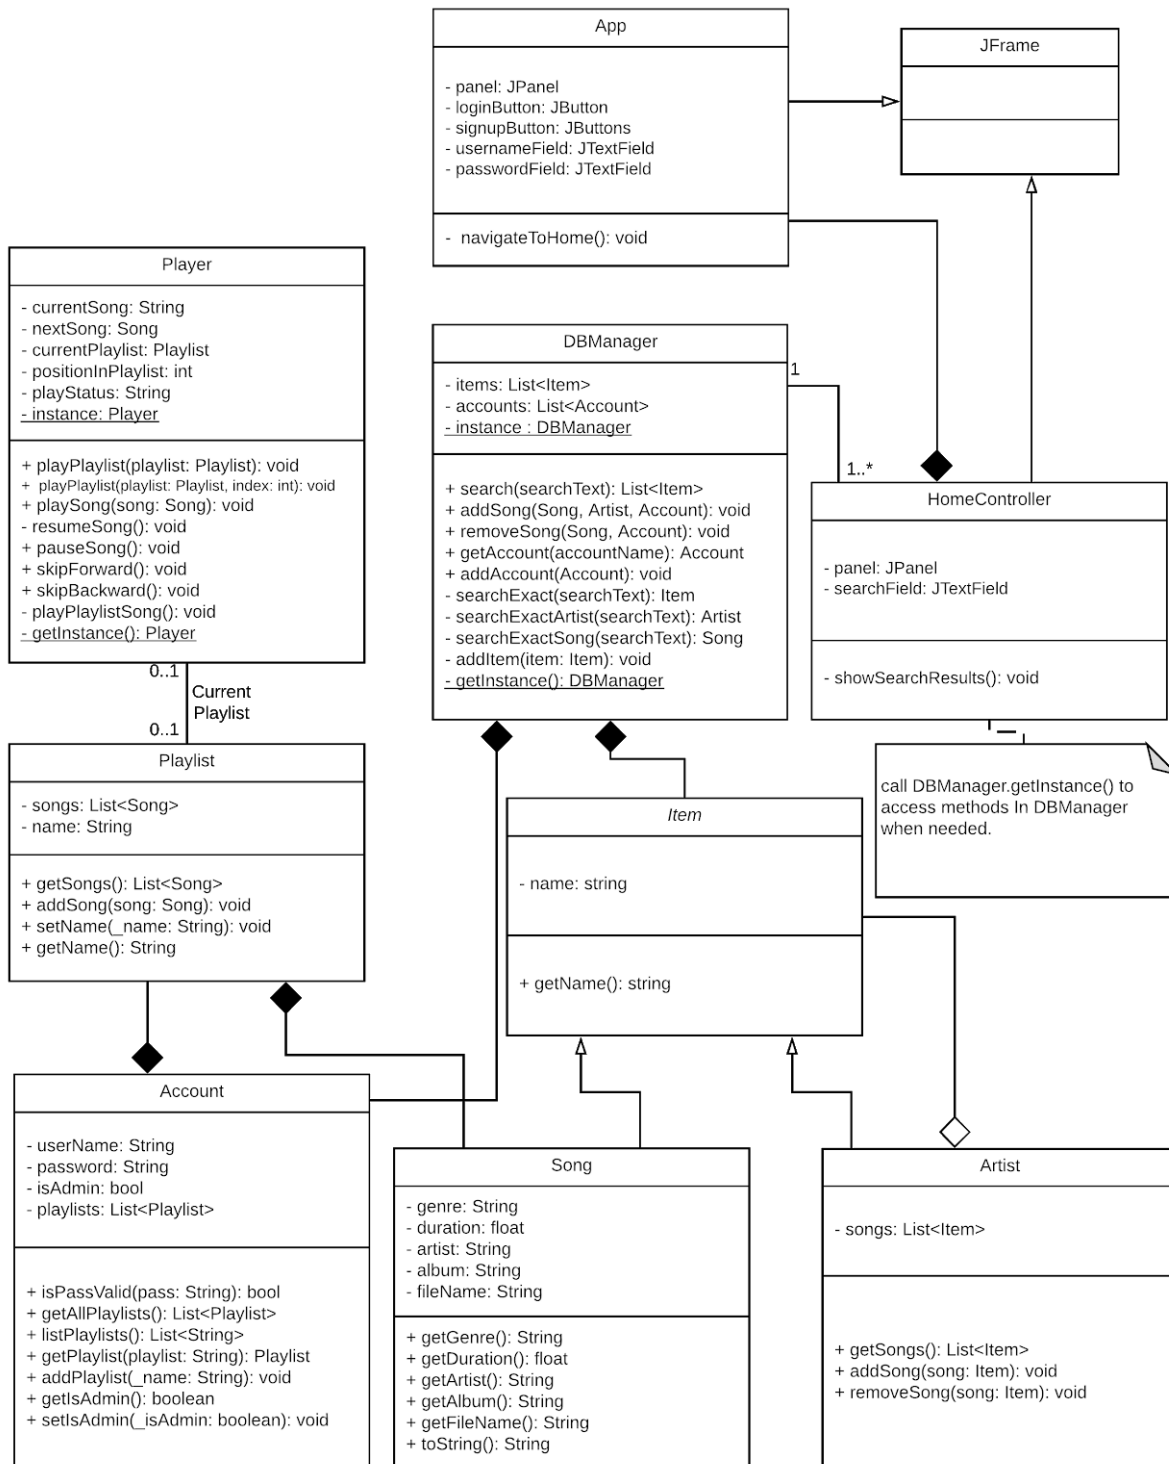 App
- panel: JPanel
- loginButton: JButton
- signupButton: JButtons
- usernameField: JTextField
- passwordField: JTextField
- navigateToHome(): void
JFrame
Player
- currentSong: String
- nextSong: Song
- currentPlaylist: Playlist
- positionInPlaylist: int
- playStatus: String
- instance: Player
+ playPlaylist(playlist: Playlist): void
+ playPlaylist(playlist: Playlist, index: int): void
+ playSong(song: Song): void
- resumeSong(): void
+ pauseSong(): void
+ skipForward(): void
+ skipBackward(): void
- playPlaylistSong(): void
- getInstance(): Player
0..1
Current
Playlist
0..1
DBManager
- items: List<Item>
- accounts: List<Account>
- instance : DBManager
+ search(searchText): List<Item>
+ addSong(Song, Artist, Account): void
+ removeSong(Song, Account): void
+ getAccount(accountName): Account
+ addAccount(Account): void
- searchExact(searchText): Item
- searchExactArtist(searchText): Artist
- searchExactSong(searchText): Song
- addItem(item: Item): void
- getInstance(): DBManager
1
1..*
HomeController
- panel: JPanel
- searchField: JTextField
- showSearchResults(): void
call DBManager.getInstance() to
access methods In DBManager
when needed.
Playlist
- songs: List<Song>
- name: String
+ getSongs(): List<Song>
+ addSong(song: Song): void
+ setName(_name: String): void
+ getName(): String
Item
- name: string
+ getName(): string
Account
- userName: String
- password: String
- isAdmin: bool
- playlists: List<Playlist>
+ isPassValid(pass: String): bool
+ getAllPlaylists(): List<Playlist>
+ listPlaylists(): List<String>
+ getPlaylist(playlist: String): Playlist
+ addPlaylist(_name: String): void
+ getIsAdmin(): boolean
+ setIsAdmin(_isAdmin: boolean): void
Song
- genre: String
- duration: float
- artist: String
- album: String
- fileName: String
+ getGenre(): String
+ getDuration(): float
+ getArtist(): String
+ getAlbum(): String
+ getFileName(): String
+ toString(): String
Artist
- songs: List<Item>
+ getSongs(): List<Item>
+ addSong(song: Item): void
+ removeSong(song: Item): void